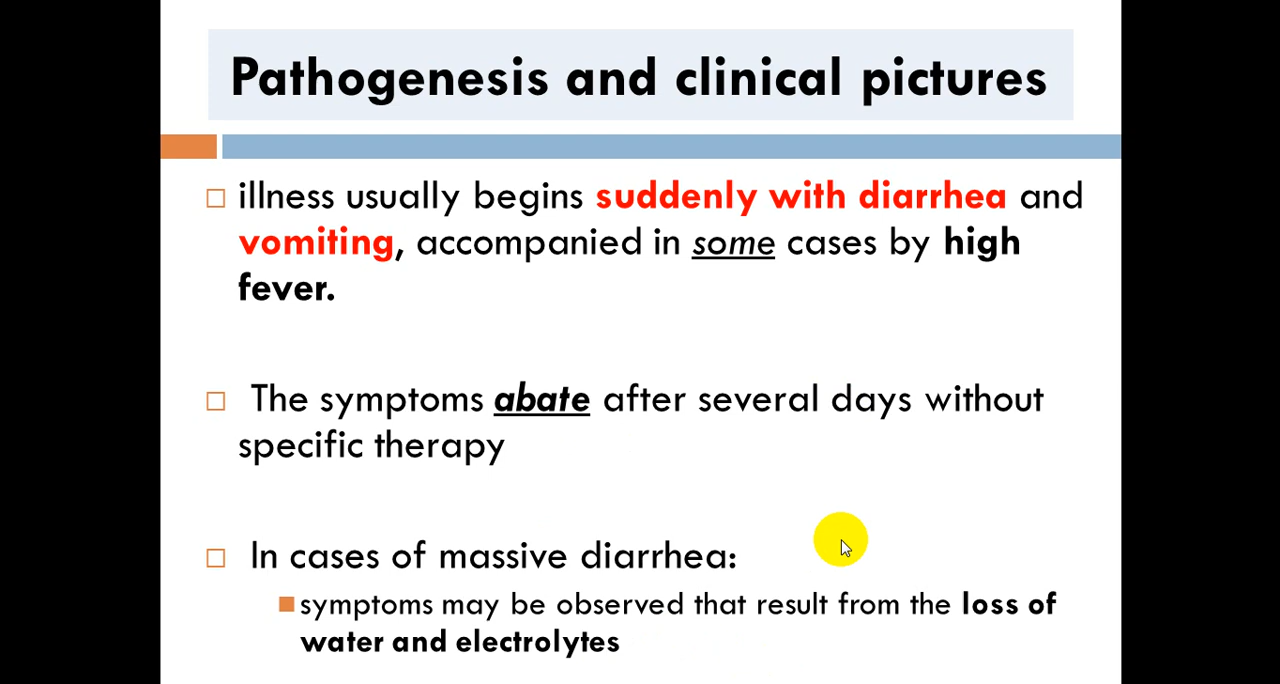 Pathogenesis and clinical pictures
illness usually begins suddenly with diarrhea and
vomiting, accompanied in some cases by high
fever.
The symptoms abate after several days without
specific therapy
In cases of massive diarrhea:
symptoms may be observed that result from the loss of
water and electrolytes